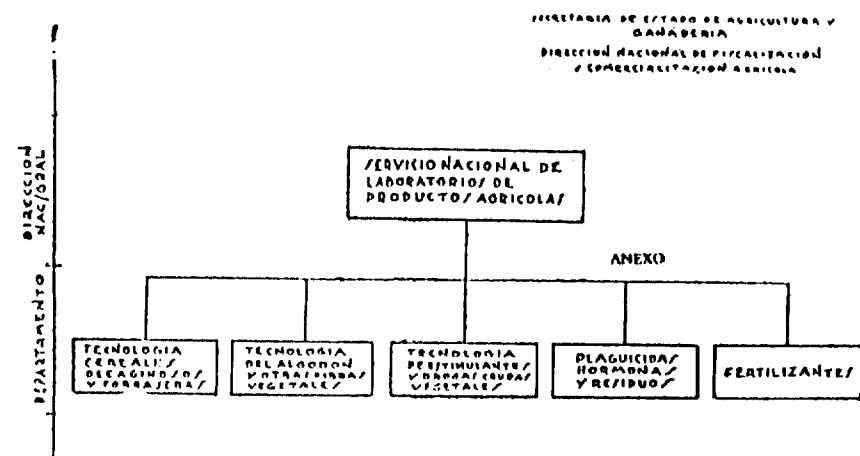 SECRETARIA DE ESTADO DE AGRICULTURA Y
GANADERIA
DIRECCION NACIONAL DE FISCALIZACION
Y COMERCIALIZACION AGRICOLA
DIRECCION
NAC/GRAL
SERVICIO NACIONAL DE
LABORATORIOS DE
PRODUCTOS AGRICOLAS
ANEXO
DEPARTAMENTO
TECNOLOGIA
CEREALES
OLEAGINOSOS
Y FORRAJERAS
TECNOLOGIA
DEL ALGODON
Y OTRAS FIBRAS
VEGETALES
TECNOLOGIA
DE ESTIMULANTES
Y DROGAS CRUDAS
VEGETALES
PLAGUICIDAS
HORMONAS
Y RESIDUOS
FERTILIZANTES